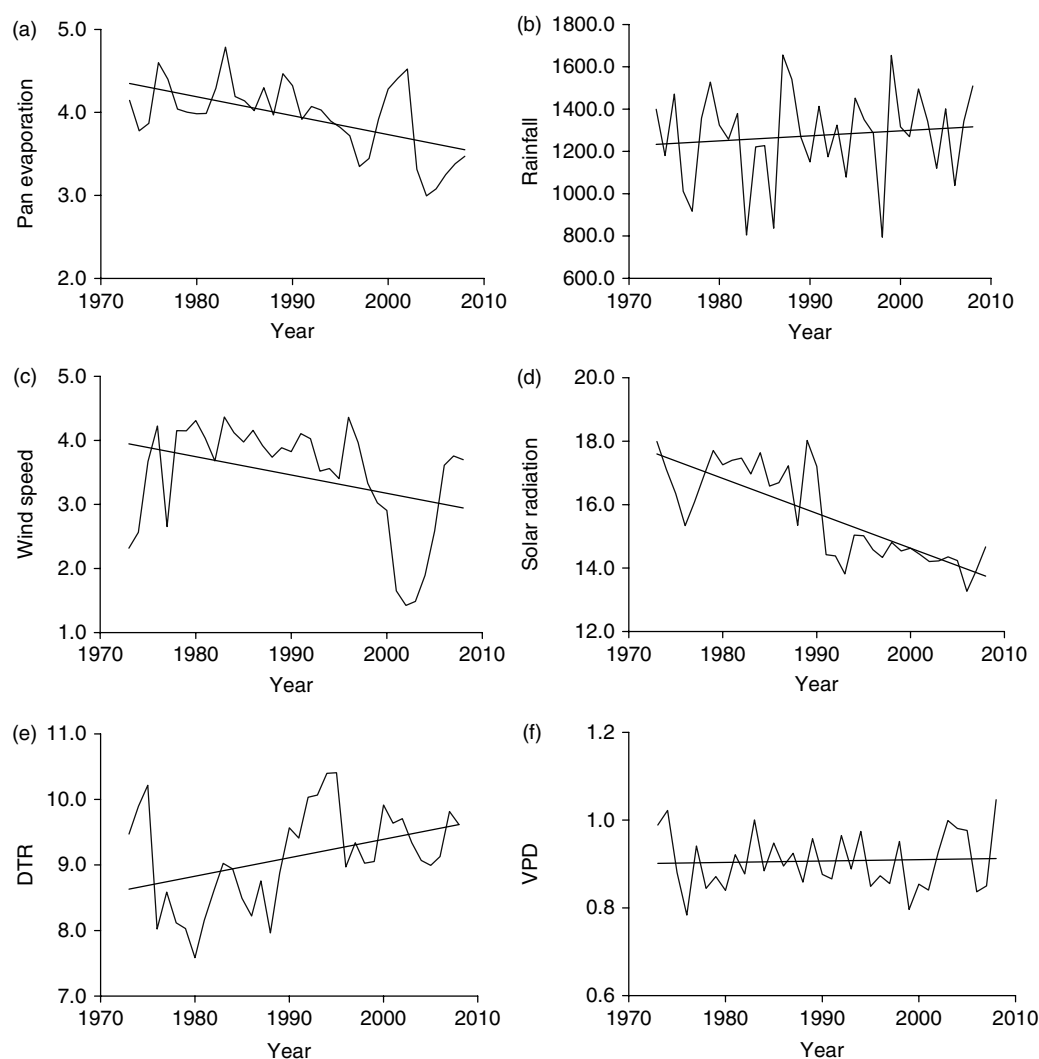 (a)
5.0
4.0
3.0
2.0
Pan evaporation
1970 1980 1990 2000 2010
Year
(b)
1800.0
1600.0
1400.0
1200.0
1000.0
800.0
600.0
Rainfall
1970 1980 1990 2000 2010
Year
(c)
5.0
4.0
3.0
2.0
1.0
Wind speed
1970 1980 1990 2000 2010
Year
(d)
20.0
18.0
16.0
14.0
12.0
Solar radiation
1970 1980 1990 2000 2010
Year
(e)
11.0
10.0
9.0
8.0
7.0
DTR
1970 1980 1990 2000 2010
Year
(f)
1.2
1.0
0.8
0.6
VPD
1970 1980 1990 2000 2010
Year